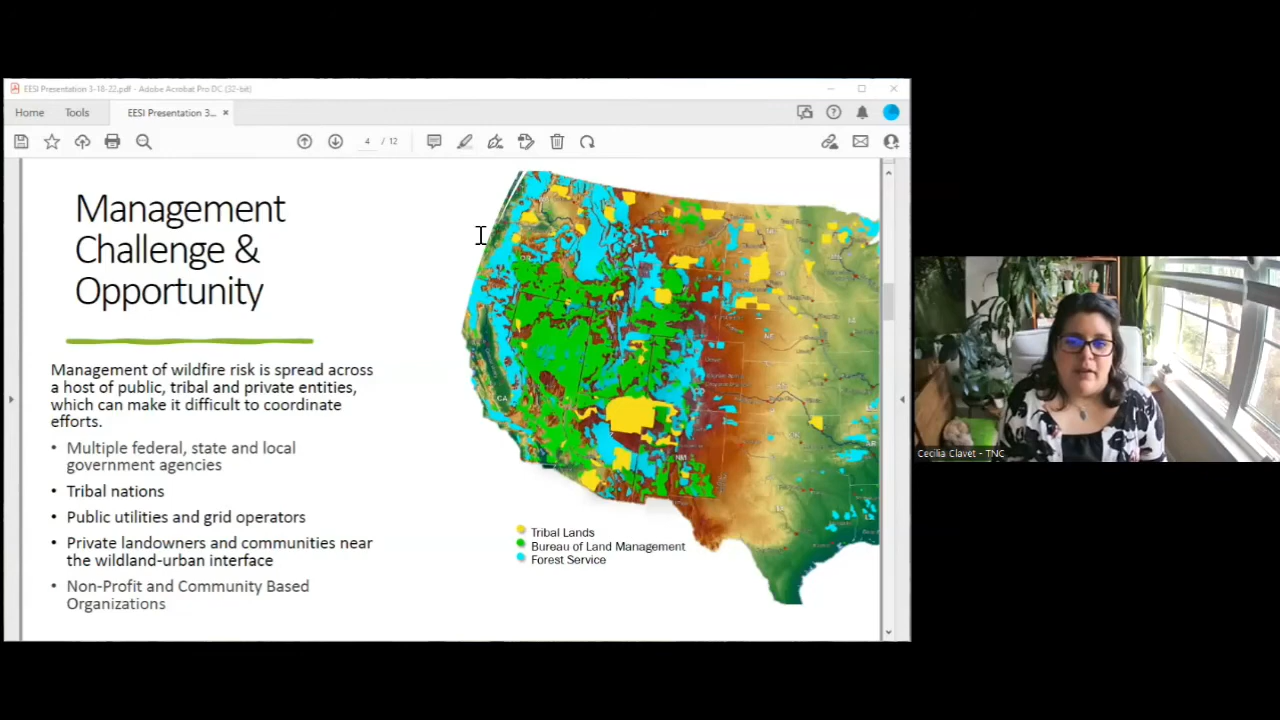 EESI Presentation 3-18-22.pdf - Adobe Acrobat Pro DC (32-bit)
Home
Tools
EESI Presentation 3...
4 / 12
Management
Challenge &
Opportunity
Management of wildfire risk is spread across
a host of public, tribal and private entities,
which can make it difficult to coordinate
efforts.
• Multiple federal, state and local
government agencies
• Tribal nations
• Public utilities and grid operators
• Private landowners and communities near
the wildland-urban interface
• Non-Profit and Community Based
Organizations
MT
CA
NM
AR
Tribal Lands
Bureau of Land Management
Forest Service
Cecilia Clavet - TNC